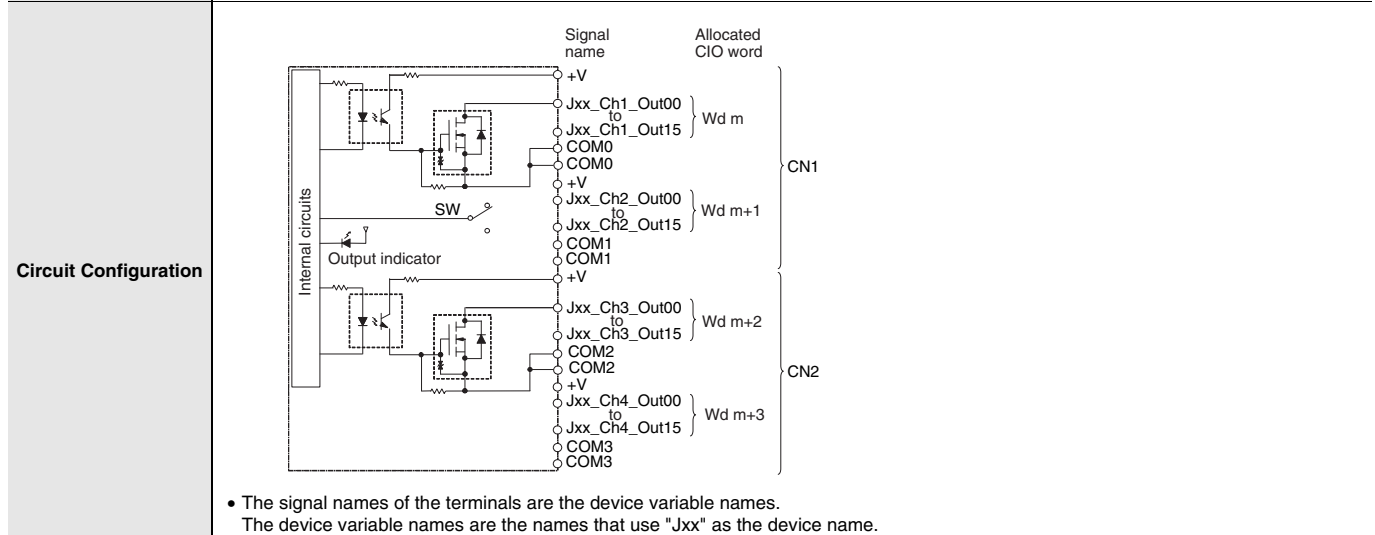 Circuit Configuration
Signal
name
Allocated
CIO word
Internal circuits
SW
Output indicator
+V
Jxx_Ch1_Out00
to
Jxx_Ch1_Out15
Wd m
COM0
COM0
+V
Jxx_Ch2_Out00
to
Jxx_Ch2_Out15
Wd m+1
COM1
COM1
CN1
+V
Jxx_Ch3_Out00
to
Jxx_Ch3_Out15
Wd m+2
COM2
COM2
+V
Jxx_Ch4_Out00
to
Jxx_Ch4_Out15
Wd m+3
COM3
COM3
CN2
• The signal names of the terminals are the device variable names.
The device variable names are the names that use "Jxx" as the device name.